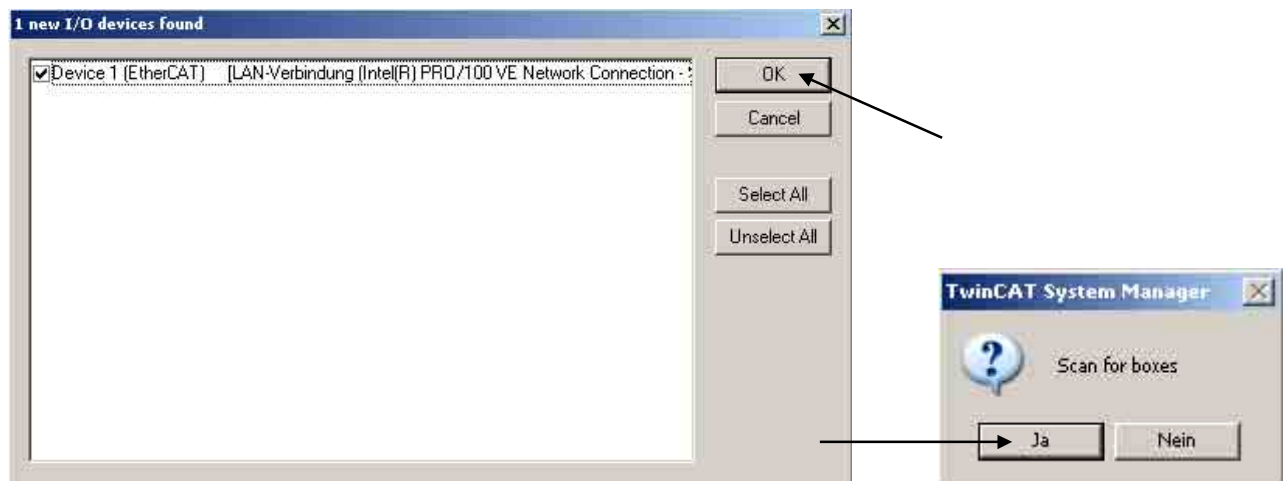 1 new I/O devices found
Device 1 (EtherCAT) [LAN-Verbindung (Intel(R) PRO/100 VE Network Connection -
OK
Cancel
Select All
Unselect All
TwinCAT System Manager
?
Scan for boxes
Ja
Nein